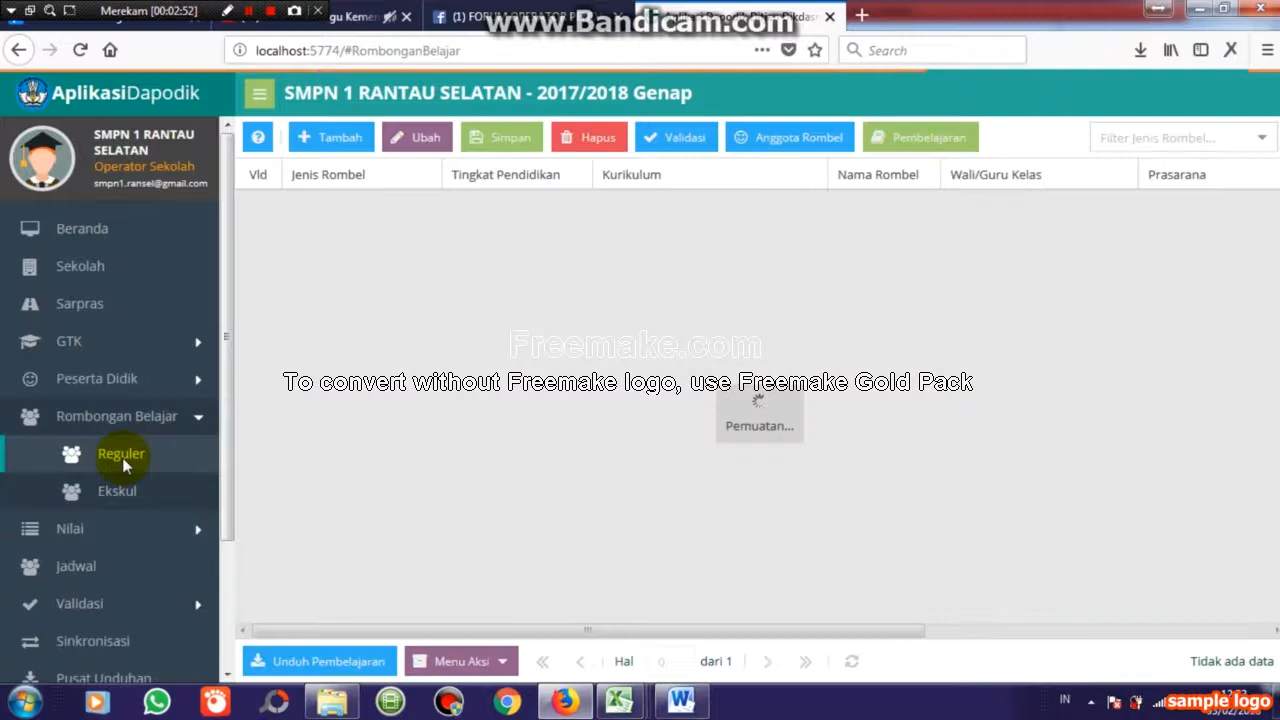 Merekam [00:02:52]
gu Kemen
(1) FORUM OPERATOR
www.Bandicam.com
localhost:5774/#RombonganBelajar
Search
AplikasiDapodik
SMPN 1 RANTAU SELATAN - 2017/2018 Genap
SMPN 1 RANTAU
SELATAN
Operator Sekolah
smpn1.ransel@gmail.com
Tambah
Ubah
Simpan
Hapus
Validasi
Anggota Rombel
Pembelajaran
Filter Jenis Rombel...
Vld
Jenis Rombel
Tingkat Pendidikan
Kurikulum
Nama Rombel
Wali/Guru Kelas
Prasarana
Beranda
Sekolah
Sarpras
GTK
Peserta Didik
Rombongan Belajar
Reguler
Ekskul
Nilai
Jadwal
Validasi
Sinkronisasi
Pusat Unduhan
Freemake.com
To convert without Freemake logo, use Freemake Gold Pack
Pemuatan...
Unduh Pembelajaran
Menu Aksi
Hal
0
dari 1
Tidak ada data
IN
sample logo